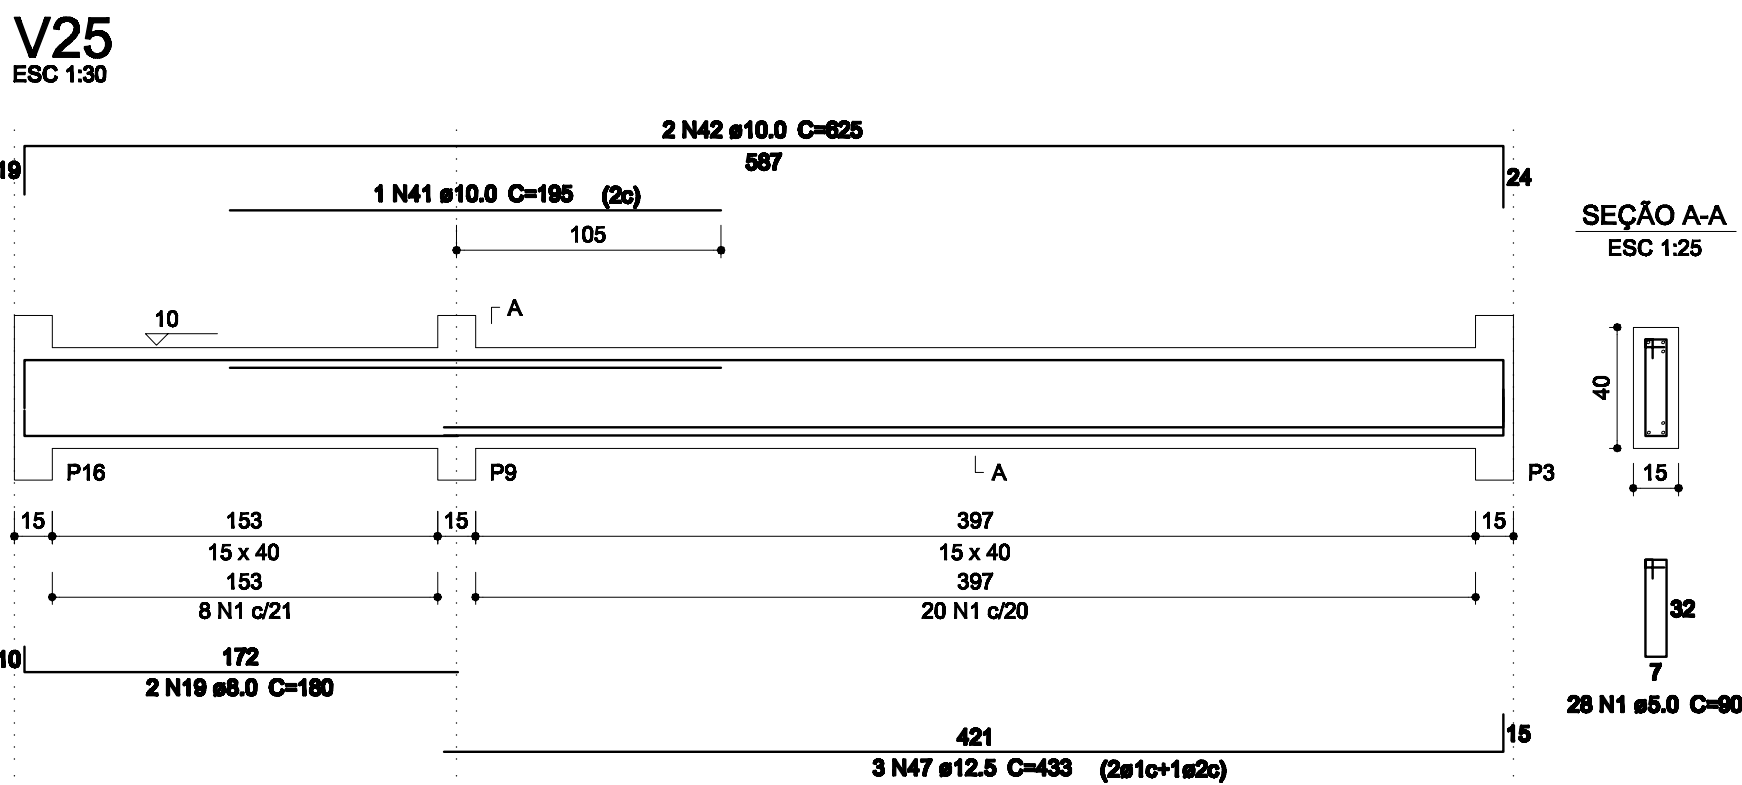 V25
ESC 1:30
2 N42 ø10.0 C=625
587
19
24
1 N41 ø10.0 C=195 (2c)
105
SEÇÃO A-A
ESC 1:25
A
10
40
P16
P9
A
P3
15
15
153
15
397
15
15 x 40
15 x 40
153
397
8 N1 c/21
20 N1 c/20
32
7
28 N1 ø5.0 C=90
10
172
2 N19 ø8.0 C=180
421
15
3 N47 ø12.5 C=433 (2ø1c+1ø2c)